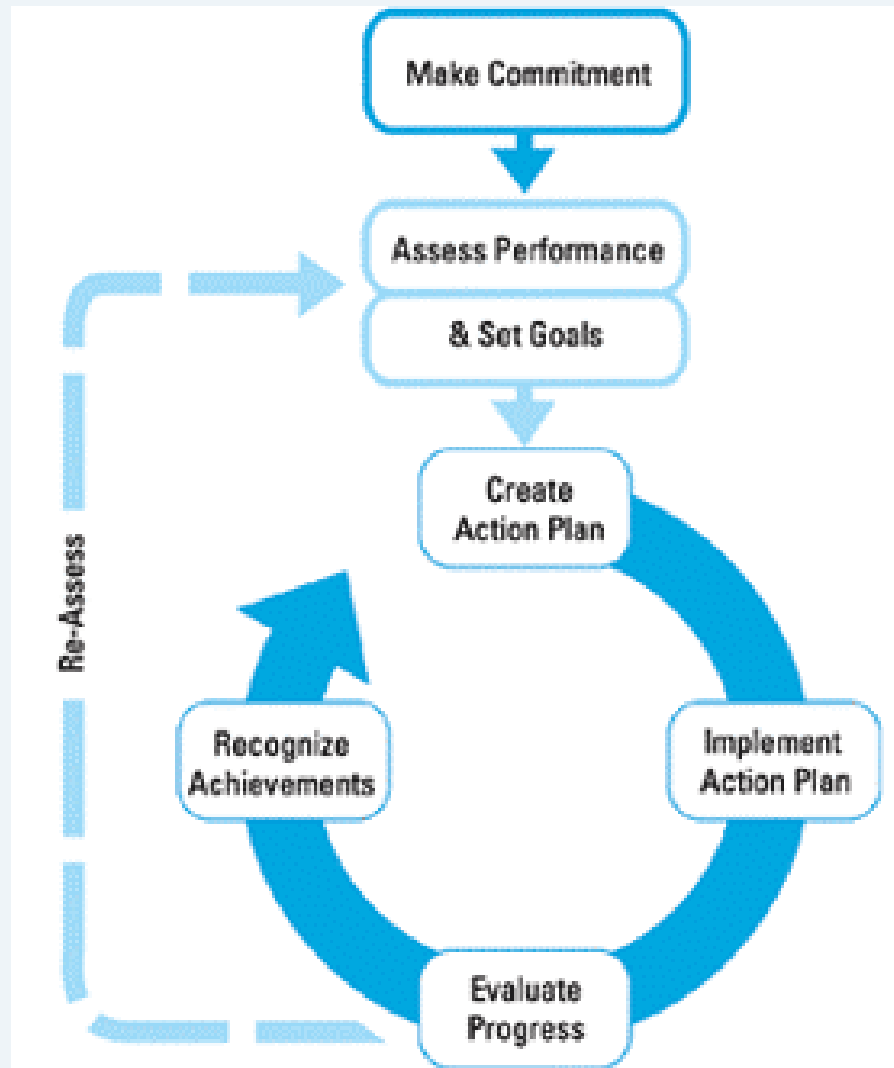 Make Commitment
Assess Performance
& Set Goals
Create
Action Plan
Re-Assess
Recognize
Achievements
Implement
Action Plan
Evaluate
Progress